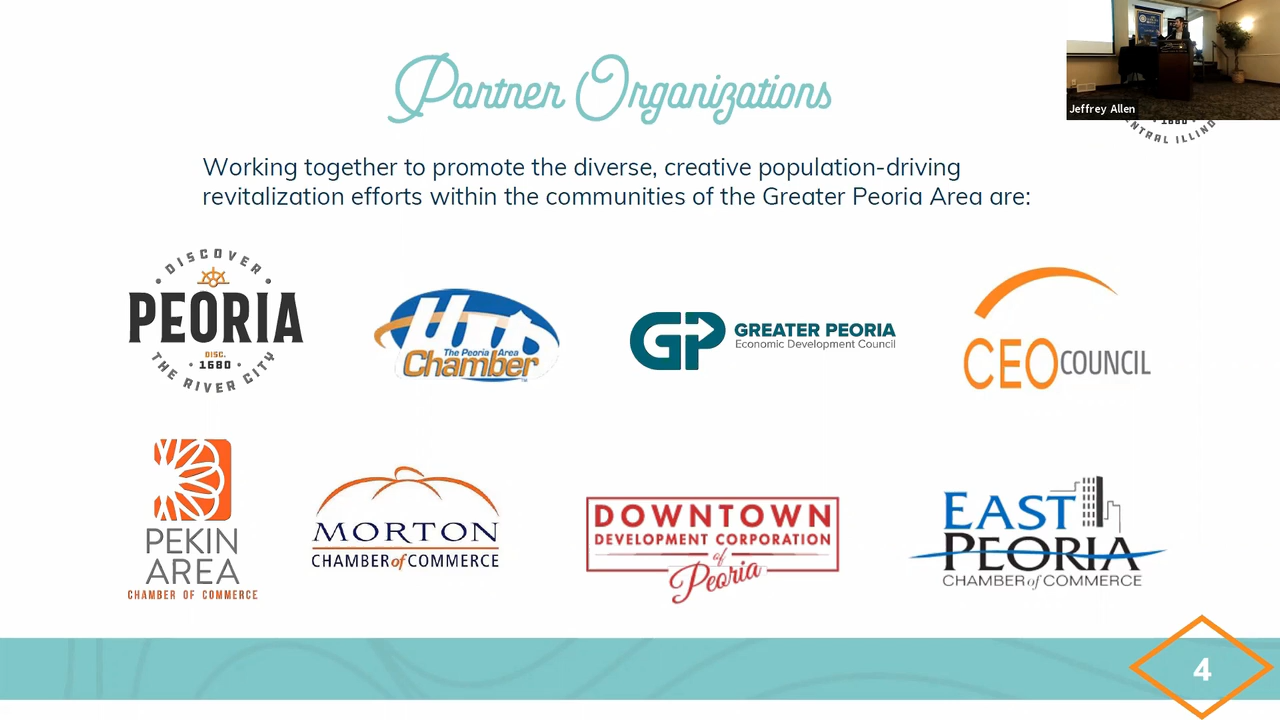 Partner Organizations
Jeffrey Allen
1680
ENTRAL ILLINO
Working together to promote the diverse, creative population-driving
revitalization efforts within the communities of the Greater Peoria Area are:
DISCOVER
PEORIA
DISC.
1680
THE RIVER CITY
The Peoria Area
Chamber
GP
GREATER PEORIA
Economic Development Council
CEO COUNCIL
PEKIN
AREA
CHAMBER OF COMMERCE
MORTON
CHAMBER of COMMERCE
DOWNTOWN
DEVELOPMENT CORPORATION
of
Peoria
EAST
PEORIA
CHAMBER of COMMERCE
4